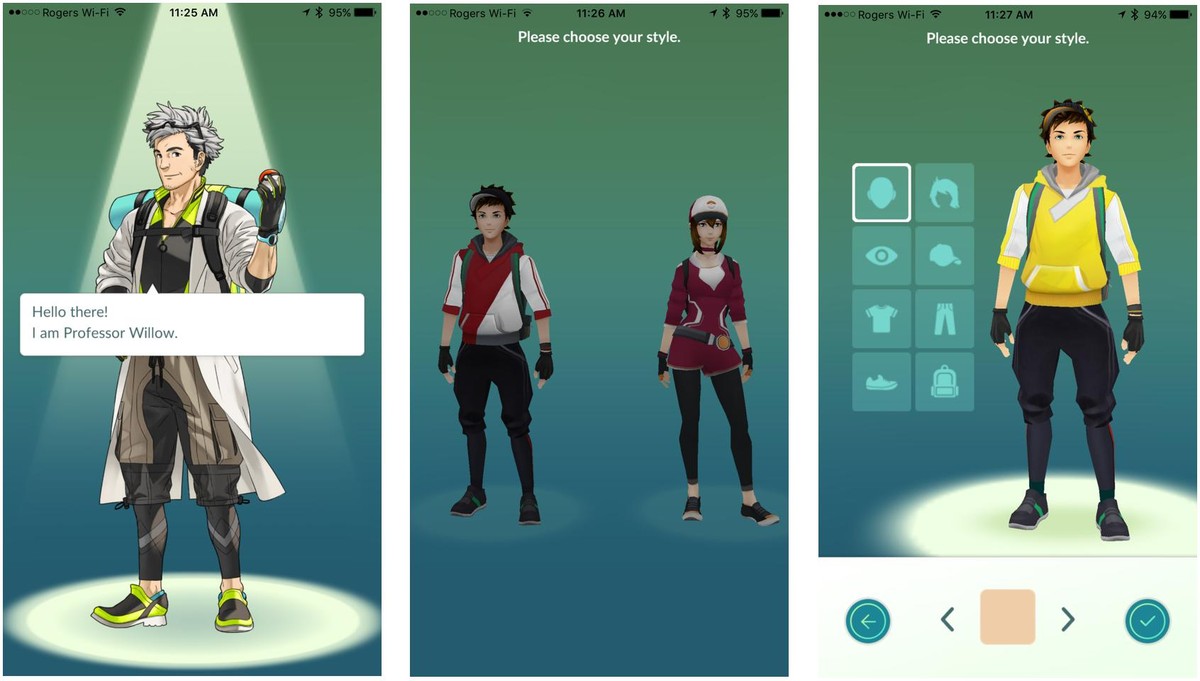 Rogers Wi-Fi 11:25 AM 95%
Hello there!
I am Professor Willow.
Rogers Wi-Fi 11:26 AM 95%
Please choose your style.
Rogers Wi-Fi 11:27 AM 94%
Please choose your style.